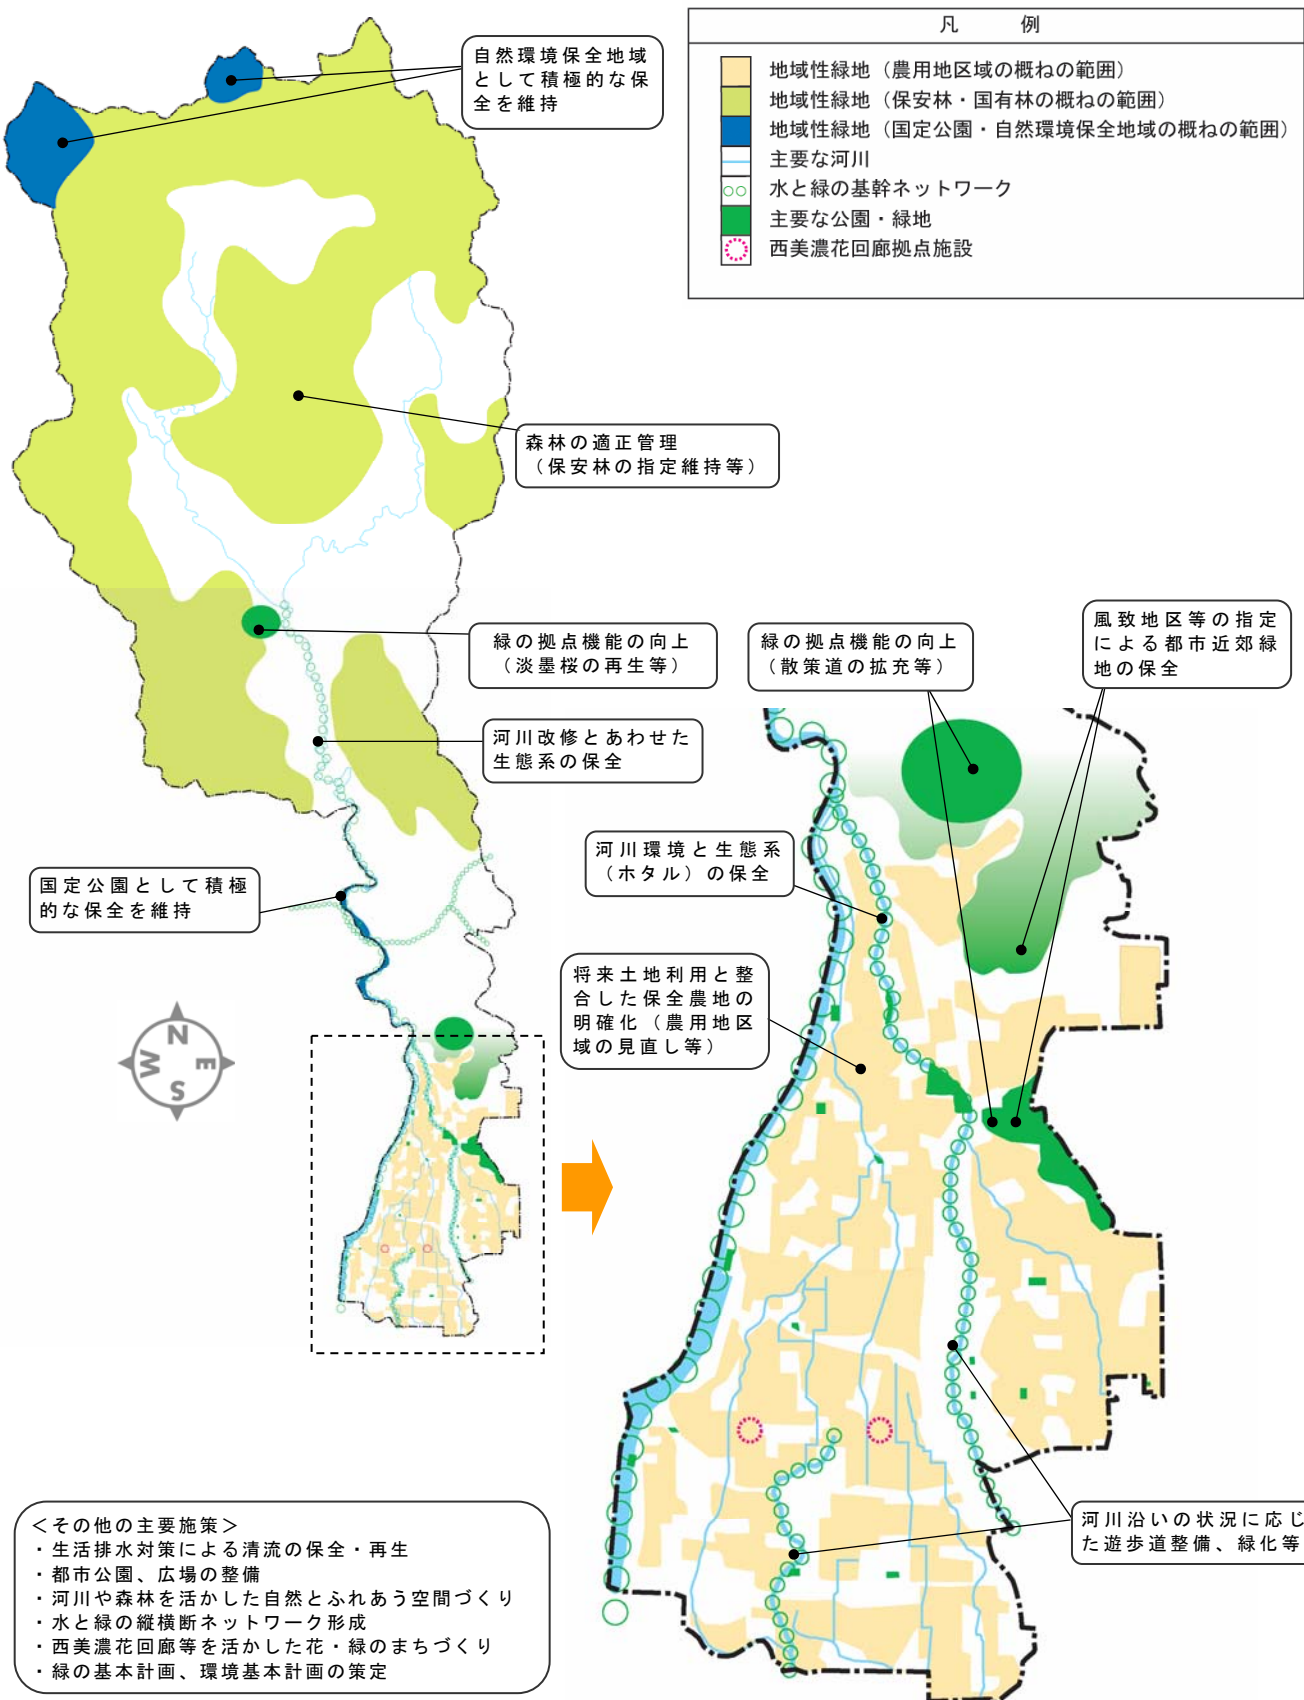 凡　例
地域性緑地（農用地区域の概ねの範囲）
地域性緑地（保安林・国有林の概ねの範囲）
地域性緑地（国定公園・自然環境保全地域の概ねの範囲）
主要な河川
水と緑の基幹ネットワーク
主要な公園・緑地
西美濃花回廊拠点施設
自然環境保全地域
として積極的な保
全を維持
森林の適正管理
（保安林の指定維持等）
緑の拠点機能の向上
（淡墨桜の再生等）
緑の拠点機能の向上
（散策道の拡充等）
風致地区等の指定
による都市近郊緑
地の保全
河川改修とあわせた
生態系の保全
河川環境と生態系
（ホタル）の保全
国定公園として積極
的な保全を維持
将来土地利用と整
合した保全農地の
明確化（農用地区
域の見直し等）
N
W
E
S
河川沿いの状況に応じ
た遊歩道整備、緑化等
＜その他の主要施策＞
・生活排水対策による清流の保全・再生
・都市公園、広場の整備
・河川や森林を活かした自然とふれあう空間づくり
・水と緑の縦横断ネットワーク形成
・西美濃花回廊等を活かした花・緑のまちづくり
・緑の基本計画、環境基本計画の策定